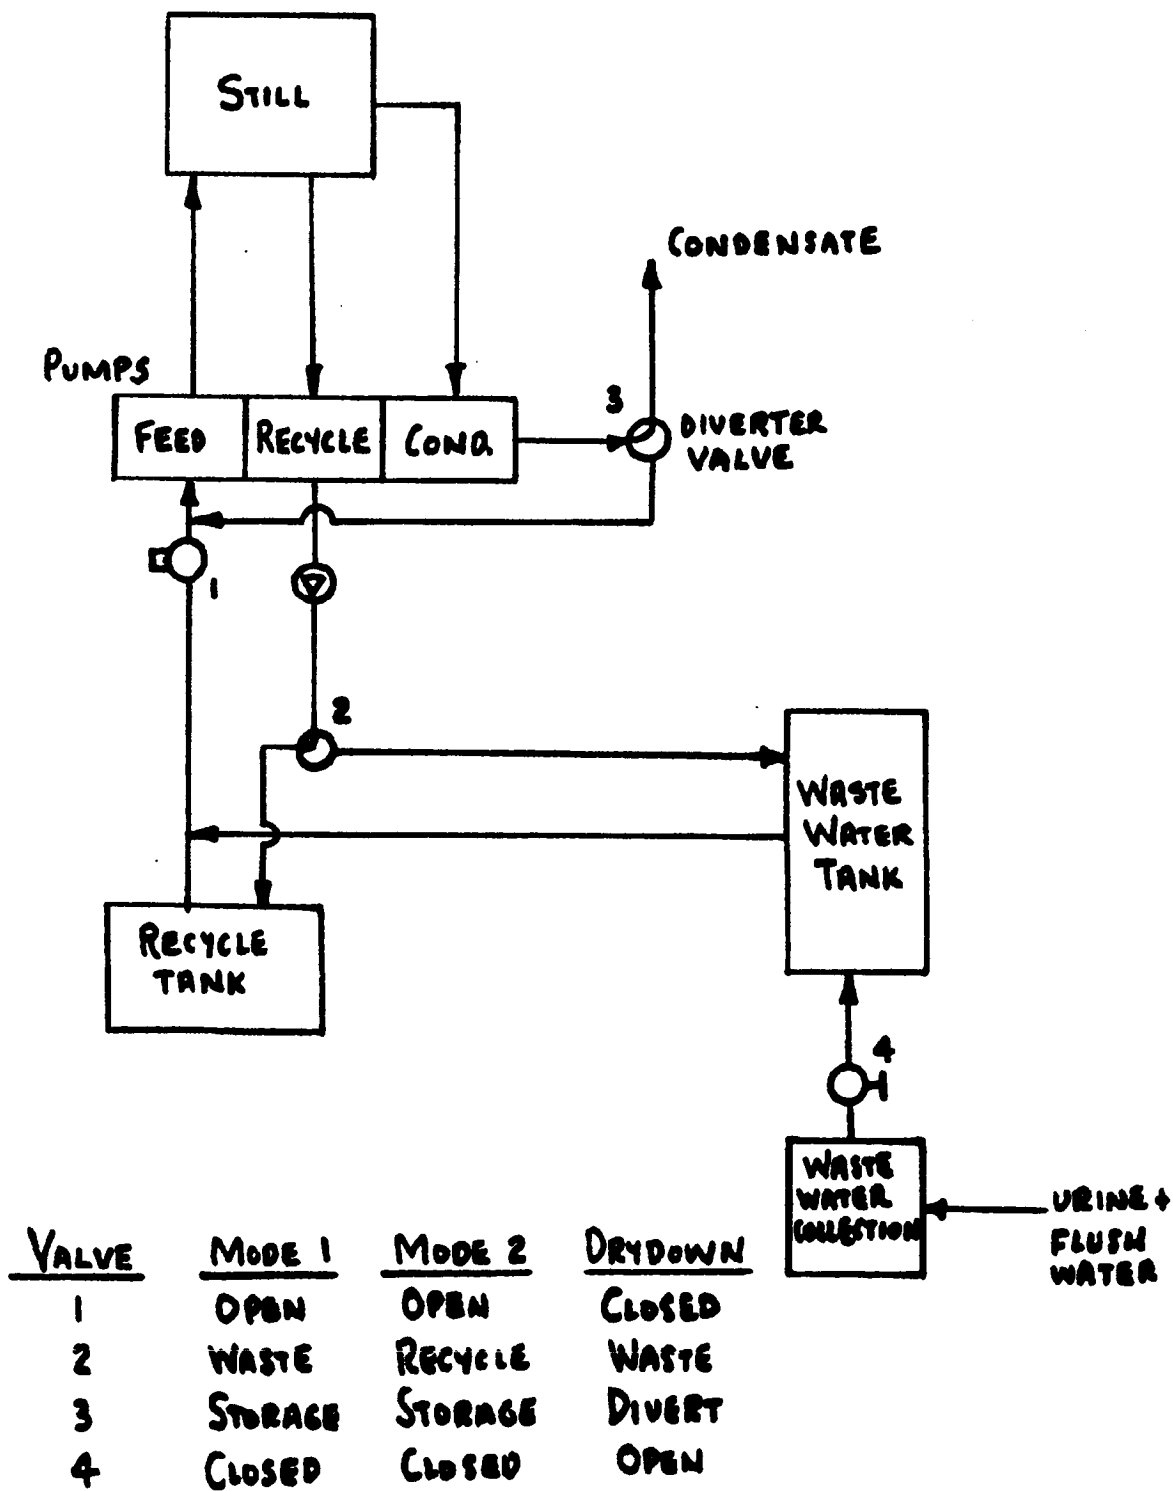 STILL
CONDENSATE
PUMPS
FEED
RECYCLE
COND.
3
DIVERTER
VALVE
1
2
WASTE
WATER
TANK
RECYCLE
TANK
4
WASTE
WATER
COLLECTION
URINE +
FLUSH
WATER
VALVE MODE 1 MODE 2 DRYDOWN
1 OPEN OPEN CLOSED
2 WASTE RECYCLE WASTE
3 STORAGE STORAGE DIVERT
4 CLOSED CLOSED OPEN